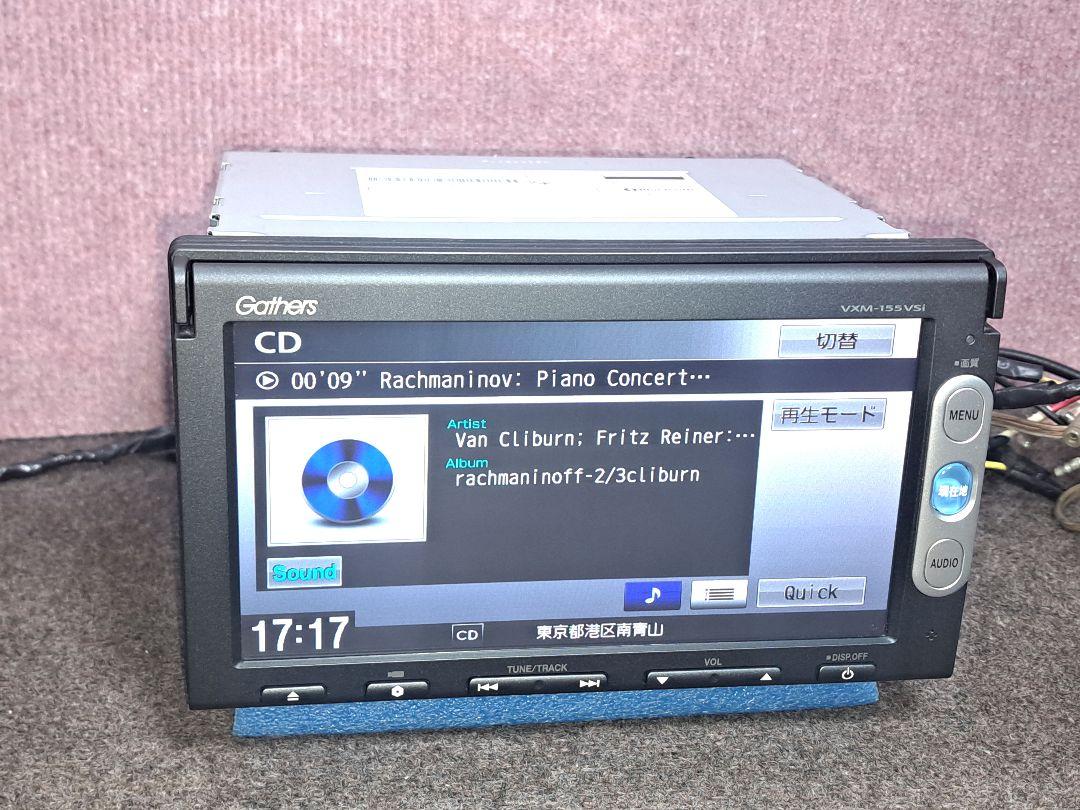 Gathers
VXM-155VSi
CD
切替
00'09" Rachmaninov: Piano Concert…
再生モード
Artist
Van Cliburn; Fritz Reiner:…
Album
rachmaninoff-2/3cliburn
Sound
Quick
17:17
CD
東京都港区南青山
画質
MENU
現在地
AUDIO
TUNE/TRACK
VOL
DISP.OFF